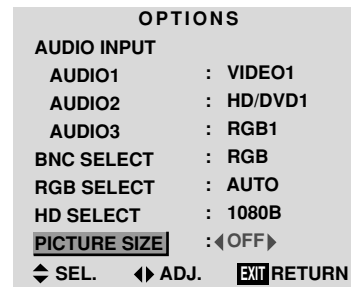 OPTIONS
AUDIO INPUT
AUDIO1 : VIDEO1
AUDIO2 : HD/DVD1
AUDIO3 : RGB1
BNC SELECT : RGB
RGB SELECT : AUTO
HD SELECT : 1080B
PICTURE SIZE : ◀OFF▶
SEL. ADJ. EXIT RETURN